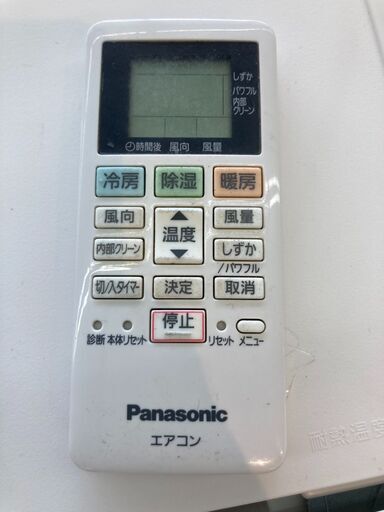 しずか
パワフル
内部
クリーン
時間後 風向 風量
冷房 除湿 暖房
風向 温度 風量
内部クリーン しずか
/パワフル
切/入タイマー 決定 取消
停止
診断 本体リセット リセット メニュー
Panasonic
エアコン
耐熱温度